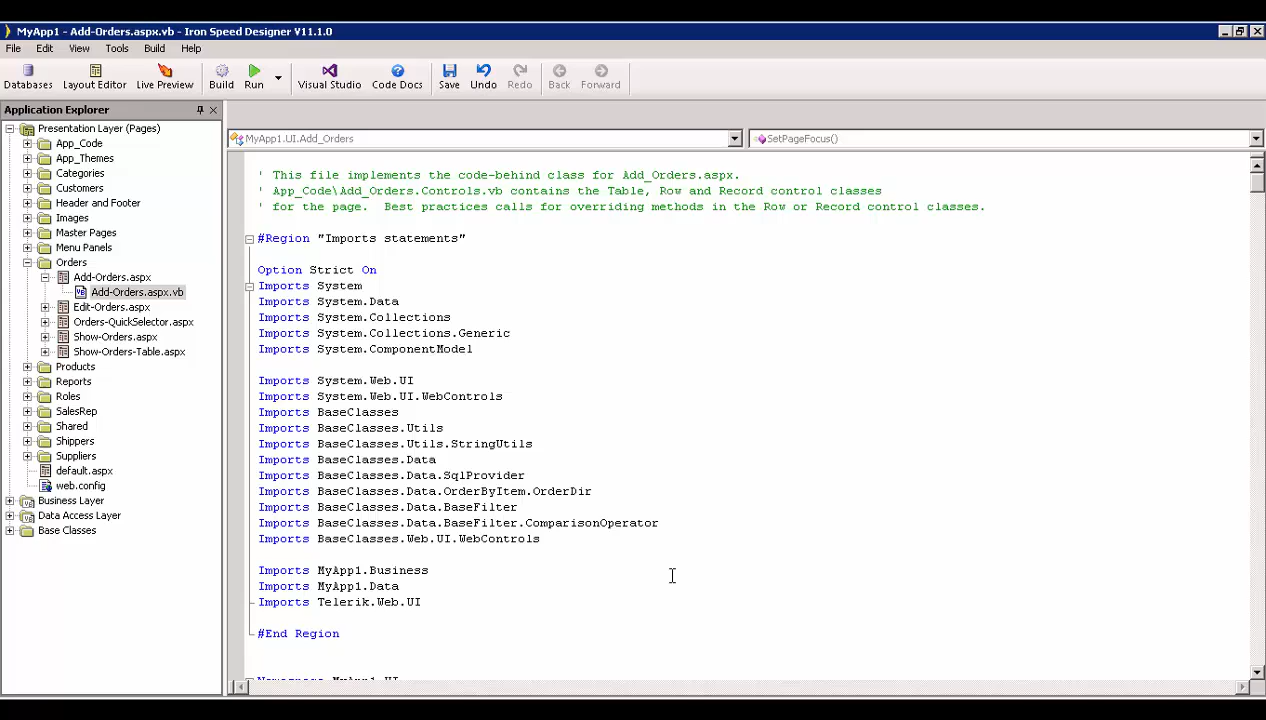 MyApp1 - Add-Orders.aspx.vb - Iron Speed Designer V11.1.0
File Edit View Tools Build Help
Databases Layout Editor Live Preview Build Run Visual Studio Code Docs Save Undo Redo Back Forward
Application Explorer
Presentation Layer (Pages)
App_Code
App_Themes
Categories
Customers
Header and Footer
Images
Master Pages
Menu Panels
Orders
Add-Orders.aspx
Add-Orders.aspx.vb
Edit-Orders.aspx
Orders-QuickSelector.aspx
Show-Orders.aspx
Show-Orders-Table.aspx
Products
Reports
Roles
SalesRep
Shared
Shippers
Suppliers
default.aspx
web.config
Business Layer
Data Access Layer
Base Classes
MyApp1.UI.Add_Orders
SetPageFocus()
' This file implements the code-behind class for Add_Orders.aspx.
' App_Code\Add_Orders.Controls.vb contains the Table, Row and Record control classes
' for the page.  Best practices calls for overriding methods in the Row or Record control classes.
#Region "Imports statements"
Option Strict On
Imports System
Imports System.Data
Imports System.Collections
Imports System.Collections.Generic
Imports System.ComponentModel
Imports System.Web.UI
Imports System.Web.UI.WebControls
Imports BaseClasses
Imports BaseClasses.Utils
Imports BaseClasses.Utils.StringUtils
Imports BaseClasses.Data
Imports BaseClasses.Data.SqlProvider
Imports BaseClasses.Data.OrderByItem.OrderDir
Imports BaseClasses.Data.BaseFilter
Imports BaseClasses.Data.BaseFilter.ComparisonOperator
Imports BaseClasses.Web.UI.WebControls
Imports MyApp1.Business
Imports MyApp1.Data
Imports Telerik.Web.UI
#End Region
Namespace MyApp1.UI